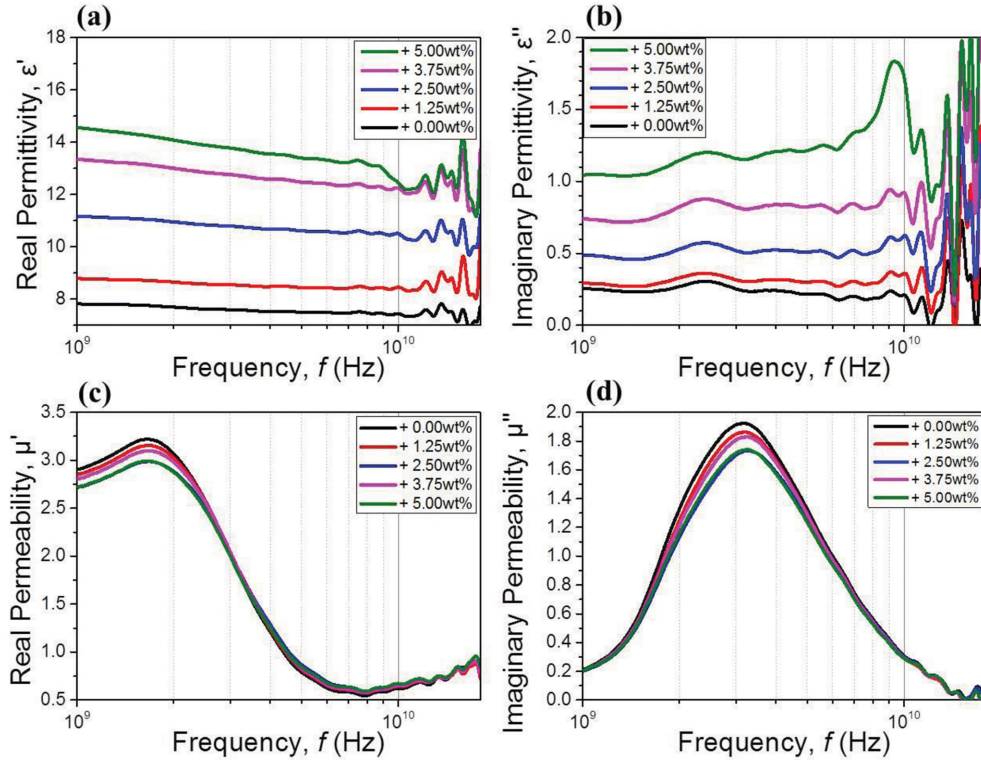 (a)
Real Permittivity, ε'
18
16
14
12
10
8
+ 5.00wt%
+ 3.75wt%
+ 2.50wt%
+ 1.25wt%
+ 0.00wt%
10⁹
10¹⁰
Frequency, f (Hz)
(b)
Imaginary Permittivity, ε"
2.0
1.5
1.0
0.5
0.0
+ 5.00wt%
+ 3.75wt%
+ 2.50wt%
+ 1.25wt%
+ 0.00wt%
10⁹
10¹⁰
Frequency, f (Hz)
(c)
Real Permeability, μ'
3.5
3.0
2.5
2.0
1.5
1.0
0.5
+ 0.00wt%
+ 1.25wt%
+ 2.50wt%
+ 3.75wt%
+ 5.00wt%
10⁹
10¹⁰
Frequency, f (Hz)
(d)
Imaginary Permeability, μ"
2.0
1.8
1.6
1.4
1.2
1.0
0.8
0.6
0.4
0.2
0.0
+ 0.00wt%
+ 1.25wt%
+ 2.50wt%
+ 3.75wt%
+ 5.00wt%
10⁹
10¹⁰
Frequency, f (Hz)